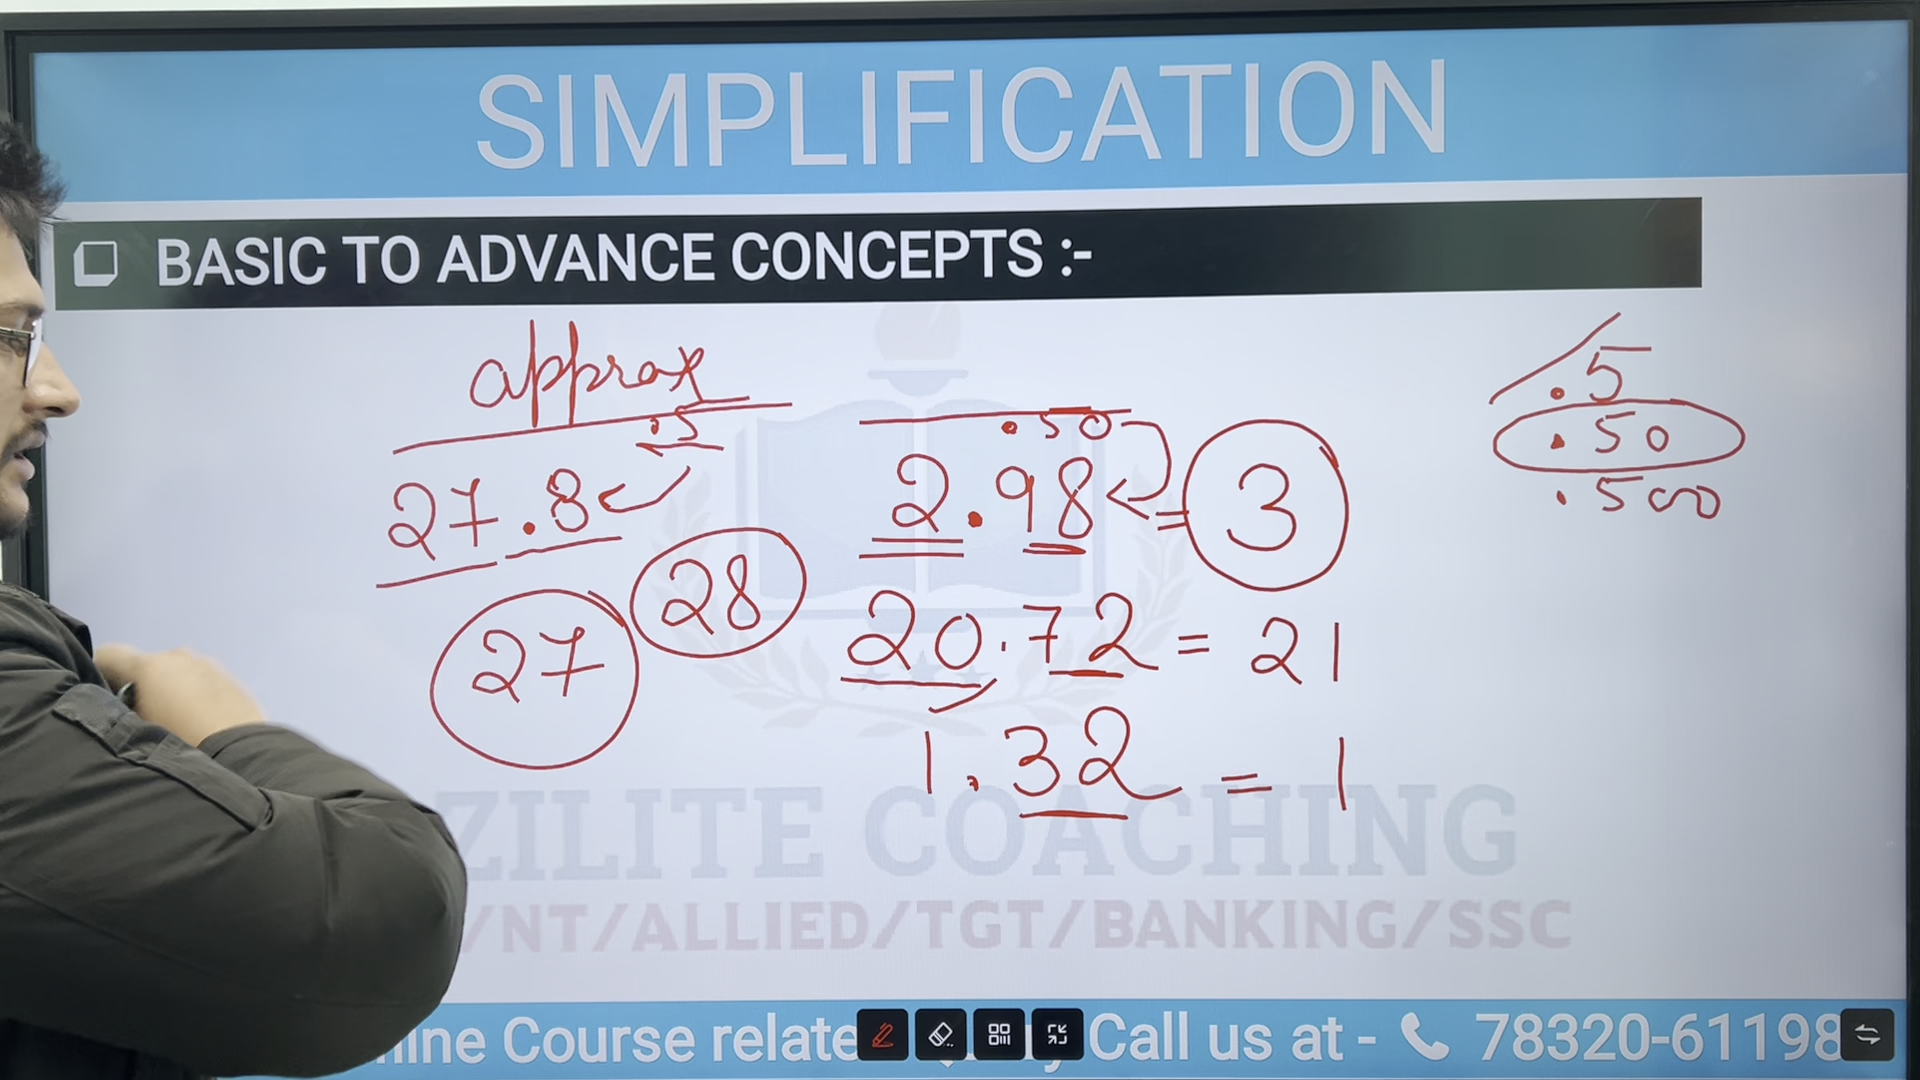 SIMPLIFICATION
BASIC TO ADVANCE CONCEPTS :-
approx
.5
27.8
27
28
.50
2.98 = 3
20.72 = 21
1.32 = 1
.5
.50
.500
ZILITE COACHING
/NT/ALLIED/TGT/BANKING/SSC
line Course relate
y Call us at - 78320-61198